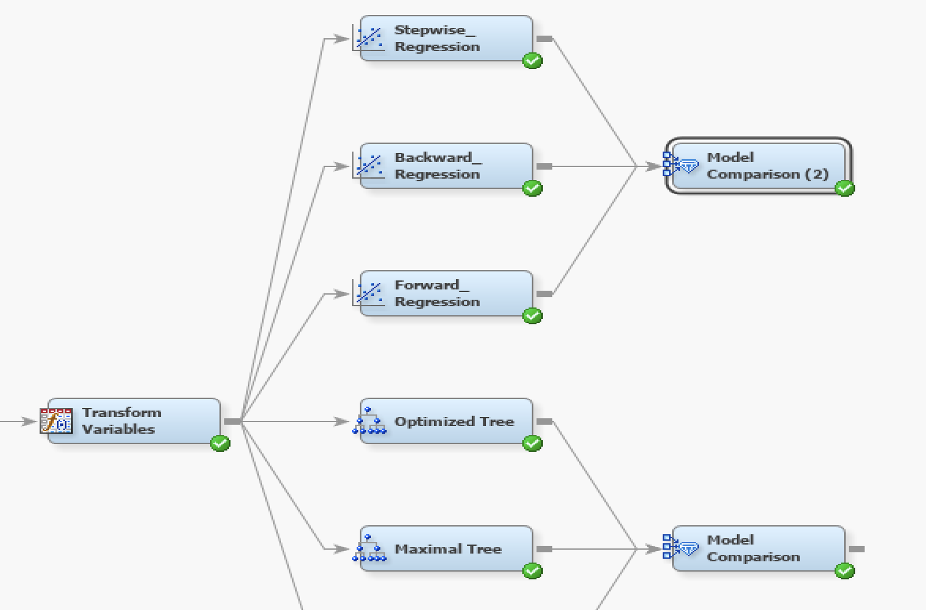 Stepwise_
Regression
Backward_
Regression
Model
Comparison (2)
Forward_
Regression
Transform
Variables
Optimized Tree
Maximal Tree
Model
Comparison